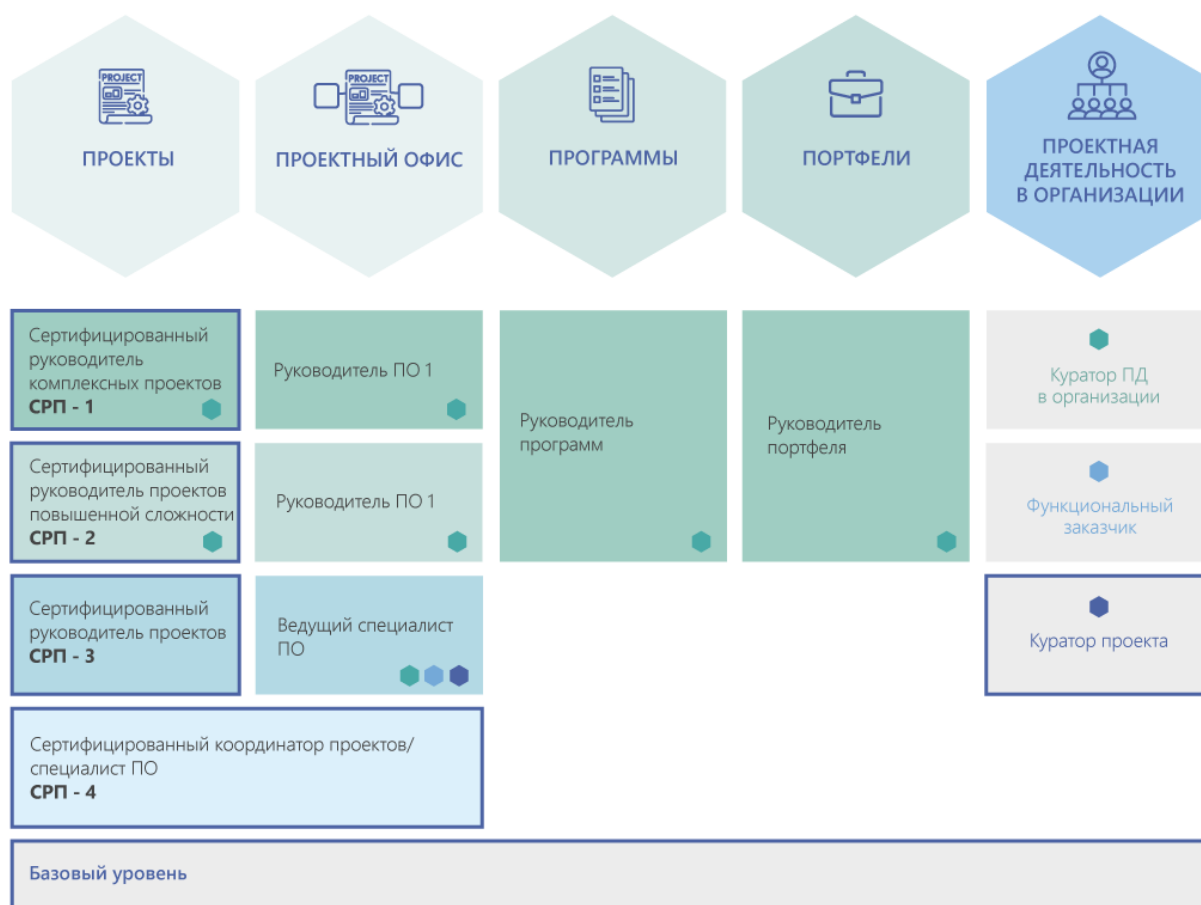 PROJECT
ПРОЕКТЫ
PROJECT
ПРОЕКТНЫЙ ОФИС
ПРОГРАММЫ
ПОРТФЕЛИ
ПРОЕКТНАЯ
ДЕЯТЕЛЬНОСТЬ
В ОРГАНИЗАЦИИ
Сертифицированный
руководитель
комплексных проектов
СРП - 1
Руководитель ПО 1
Руководитель
программ
Руководитель
портфеля
Куратор ПД
в организации
Сертифицированный
руководитель проектов
повышенной сложности
СРП - 2
Руководитель ПО 1
Функциональный
заказчик
Сертифицированный
руководитель проектов
СРП - 3
Ведущий специалист
ПО
Куратор проекта
Сертифицированный координатор проектов/
специалист ПО
СРП - 4
Базовый уровень